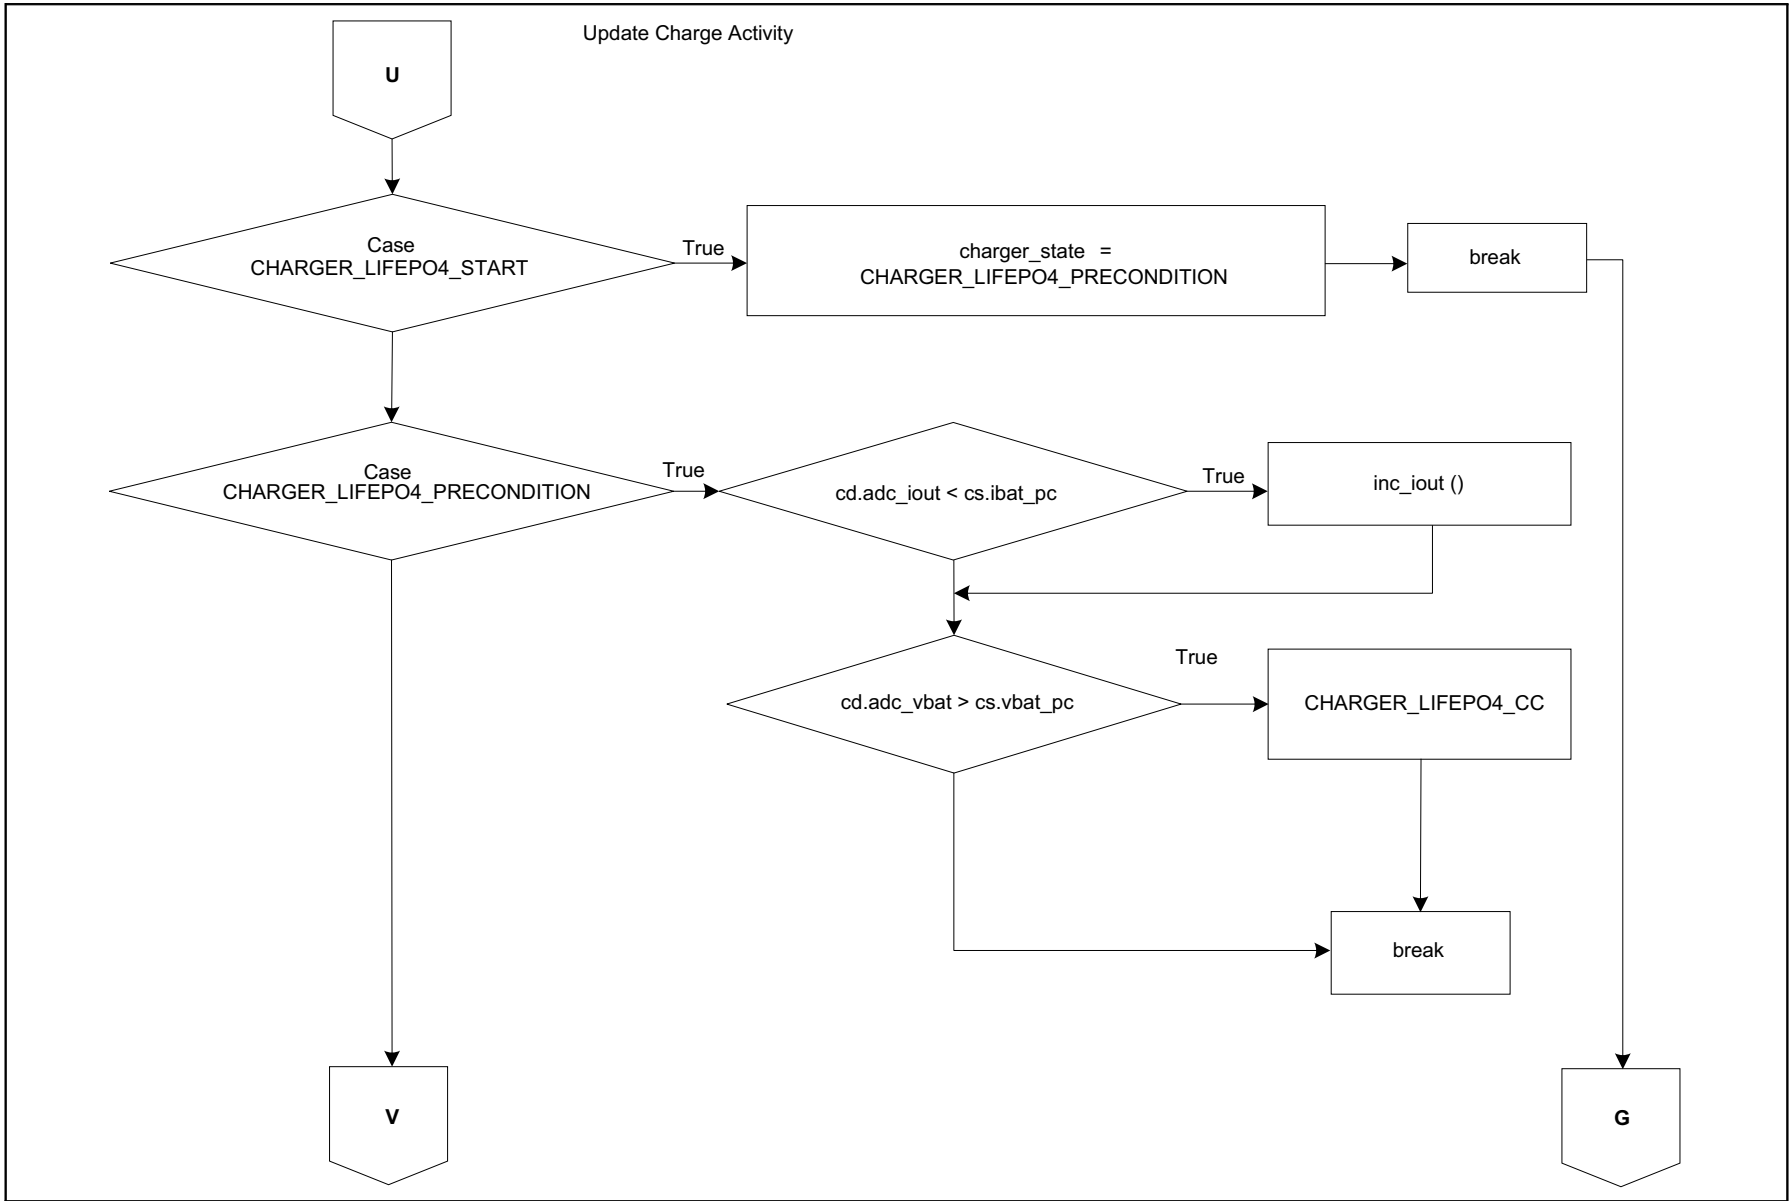 Update Charge Activity
U
Case
CHARGER_LIFEPO4_START
True
charger_state =
CHARGER_LIFEPO4_PRECONDITION
break
Case
CHARGER_LIFEPO4_PRECONDITION
True
cd.adc_iout < cs.ibat_pc
True
inc_iout ()
cd.adc_vbat > cs.vbat_pc
True
CHARGER_LIFEPO4_CC
break
V
G